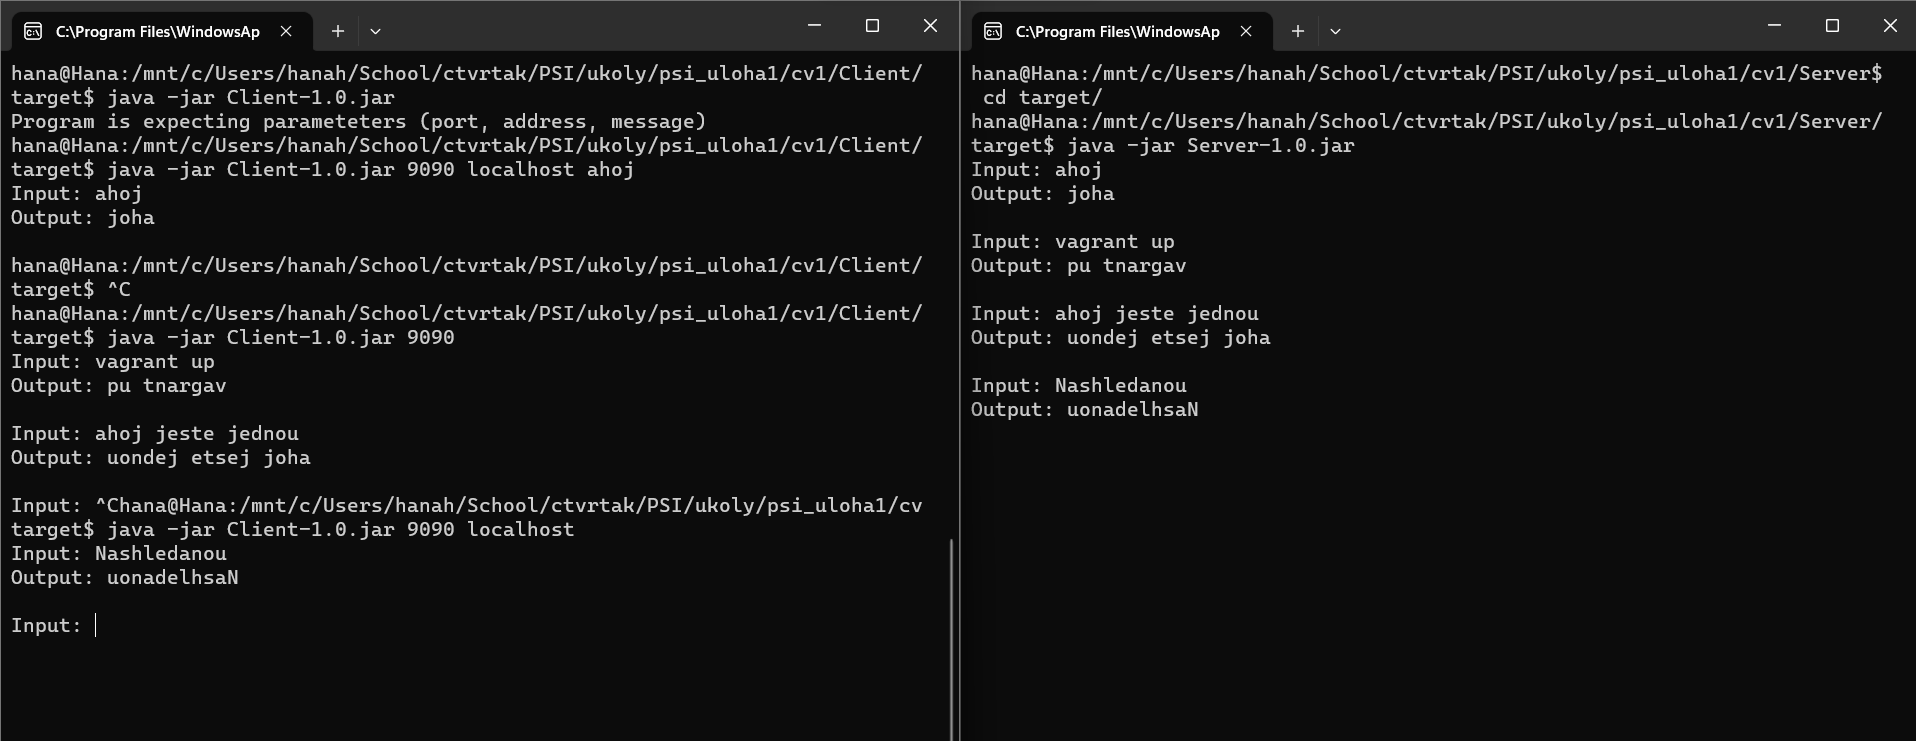 C:\Program Files\WindowsAp
hana@Hana:/mnt/c/Users/hanah/School/ctvrtak/PSI/ukoly/psi_uloha1/cv1/Client/
target$ java -jar Client-1.0.jar
Program is expecting parameteters (port, address, message)
hana@Hana:/mnt/c/Users/hanah/School/ctvrtak/PSI/ukoly/psi_uloha1/cv1/Client/
target$ java -jar Client-1.0.jar 9090 localhost ahoj
Input: ahoj
Output: joha
hana@Hana:/mnt/c/Users/hanah/School/ctvrtak/PSI/ukoly/psi_uloha1/cv1/Client/
target$ ^C
hana@Hana:/mnt/c/Users/hanah/School/ctvrtak/PSI/ukoly/psi_uloha1/cv1/Client/
target$ java -jar Client-1.0.jar 9090
Input: vagrant up
Output: pu tnargav
Input: ahoj jeste jednou
Output: uondej etsej joha
Input: ^Chana@Hana:/mnt/c/Users/hanah/School/ctvrtak/PSI/ukoly/psi_uloha1/cv
target$ java -jar Client-1.0.jar 9090 localhost
Input: Nashledanou
Output: uonadelhsaN
Input:
C:\Program Files\WindowsAp
hana@Hana:/mnt/c/Users/hanah/School/ctvrtak/PSI/ukoly/psi_uloha1/cv1/Server$
cd target/
hana@Hana:/mnt/c/Users/hanah/School/ctvrtak/PSI/ukoly/psi_uloha1/cv1/Server/
target$ java -jar Server-1.0.jar
Input: ahoj
Output: joha
Input: vagrant up
Output: pu tnargav
Input: ahoj jeste jednou
Output: uondej etsej joha
Input: Nashledanou
Output: uonadelhsaN